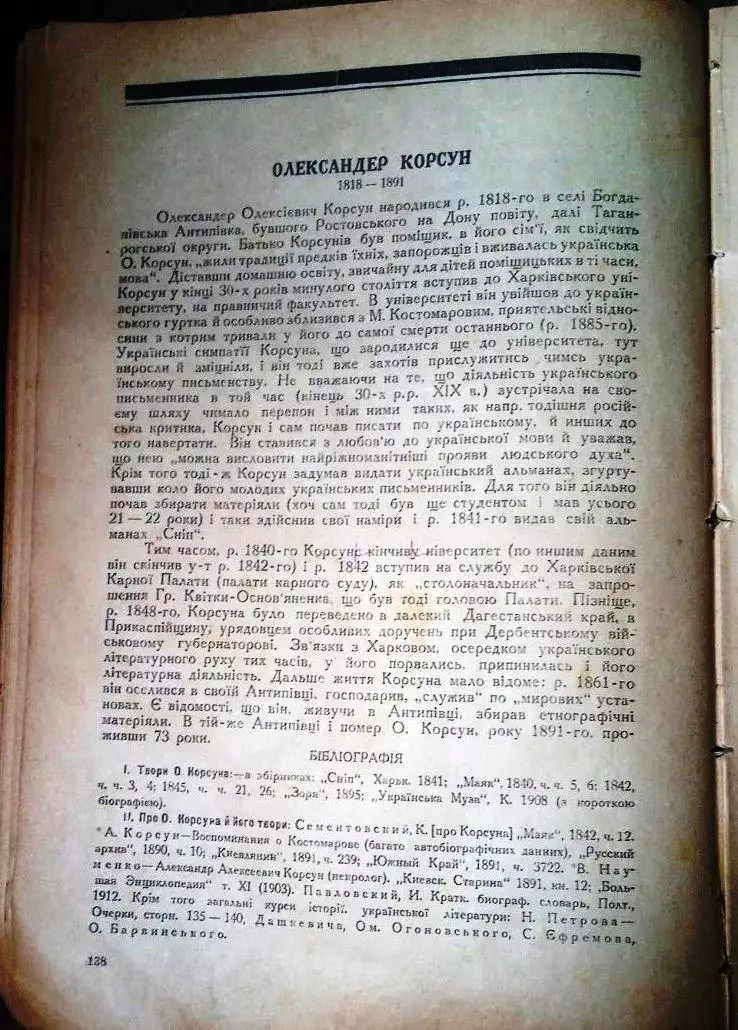 ОЛЕКСАНДЕР КОРСУН
1818 — 1891
Олександер Олексієвич Корсун народився р. 1818-го в селі Богда-
нівська Антипівка, бувшого Ростовського на Дону повіту, далі Таган-
рогської округи. Батько Корсунів був поміщик, в його сім'ї, як свідчить
О. Корсун, „жили традиції предків їхніх, запорожців і вживалась українська
мова“. Діставши домашню освіту, звичайну для дітей поміщицьких в ті часи,
Корсун у кінці 30-х років минулого століття вступив до Харківського уні-
верситету, на правничий факультет. В університеті він увійшов до україн-
ського гуртка й особливо зблизився з М. Костомаровим, приятельські відно-
сини з котрим тривали у його до самої смерти останнього (р. 1885-го).
Українські симпатії Корсуна, що зародилися ще до університета, тут
виросли й зміцніли, і він тоді вже захотів прислужитись чимсь укра-
їнському письменству. Не вважаючи на те, що діяльність українського
письменника в той час (кінець 30-х р.р. XIX в.) зустрічала на сво-
єму шляху чимало перепон і між ними таких, як напр. тодішня росій-
ська критика, Корсун і сам почав писати по українському, й инших до
того навертати. Він ставився з любов'ю до української мови й уважав,
що нею „можна висловити найріжноманітніші прояви людського духа“.
Крім того тоді-ж Корсун задумав видати український альманах, згурту-
вавши коло його молодих українських письменників. Для того він діяльно
почав збирати матеріяли (хоч сам тоді був ще студентом і мав усього
21 — 22 роки) і таки здійснив свої наміри і р. 1841-го видав свій аль-
манах „Сніп“.
Тим часом, р. 1840-го Корсун скінчив університет (по иншим даним
він скінчив у-т р. 1842-го) і р. 1842 вступив на службу до Харківської
Карної Палати (палати карного суду), як „столоначальник“, на запро-
шення Гр. Квітки-Основ'яненка, що був тоді головою Палати. Пізніще,
р. 1848-го, Корсуна було переведено в далекий Дагестанський край, в
Прикаспійщину, урядовцем особливих доручень при Дербентському вій-
ськовому губернаторові. Зв'язки з Харковом, осередком українського
літературного руху тих часів, у його порвались, припинилась і його
літературна діяльність. Дальше життя Корсуна мало відоме: р. 1861-го
він оселився в своїй Антипівці, господарив, „служив“ по „мирових“ уста-
новах. Є відомості, що він, живучи в Антипівці, збирав етнографічні
матеріяли. В тій-же Антипівці і помер О. Корсун, року 1891-го, про-
живши 73 роки.
БІБЛІОГРАФІЯ
I. Твори О. Корсуна:—в збірниках: „Сніп“, Харьк. 1841; „Маяк“, 1840, ч. ч. 5, 6; 1842,
ч. ч. 3, 4; 1845, ч. ч. 21, 26; „Зоря“, 1895; „Українська Муза“, К. 1908 (з короткою
біографією).
II. Про О. Корсуна й його твори: Сементовский, К. [про Корсуна] „Маяк“, 1842, ч. 12.
*А. Корсун—Воспоминания о Костомарове (багато автобіографічних данних), „Русский
архив“, 1890, ч. 10; „Киевлянин“, 1891, ч. 239; „Южный Край“, 1891, ч. 3722. *В. Нау-
менко—Александр Алексеевич Корсун (некролог). „Киевск. Старина“ 1891, кн. 12; „Боль-
шая Энциклопедия“ т. XI (1903). Павловский, И. Кратк. биограф. словарь, Полт.,
1912. Крім того загальні курси історії. української літератури: Н. Петрова—
Очерки, сторн. 135—140, Дашкевича, Ом. Огоновського, С. Єфремова,
О. Барвинського.
138